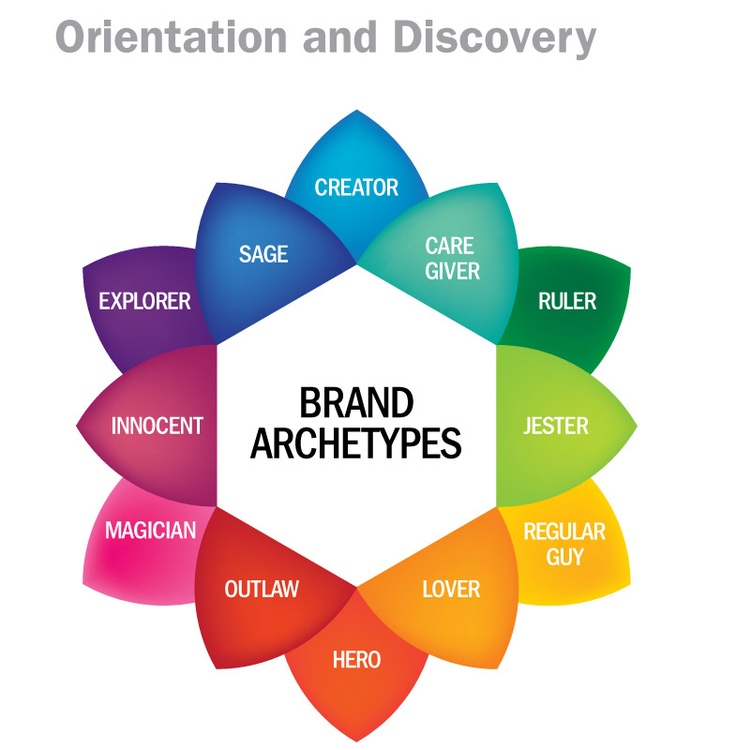 Orientation and Discovery
CREATOR
SAGE
CARE
GIVER
EXPLORER
RULER
BRAND
ARCHETYPES
INNOCENT
JESTER
MAGICIAN
REGULAR
GUY
OUTLAW
LOVER
HERO